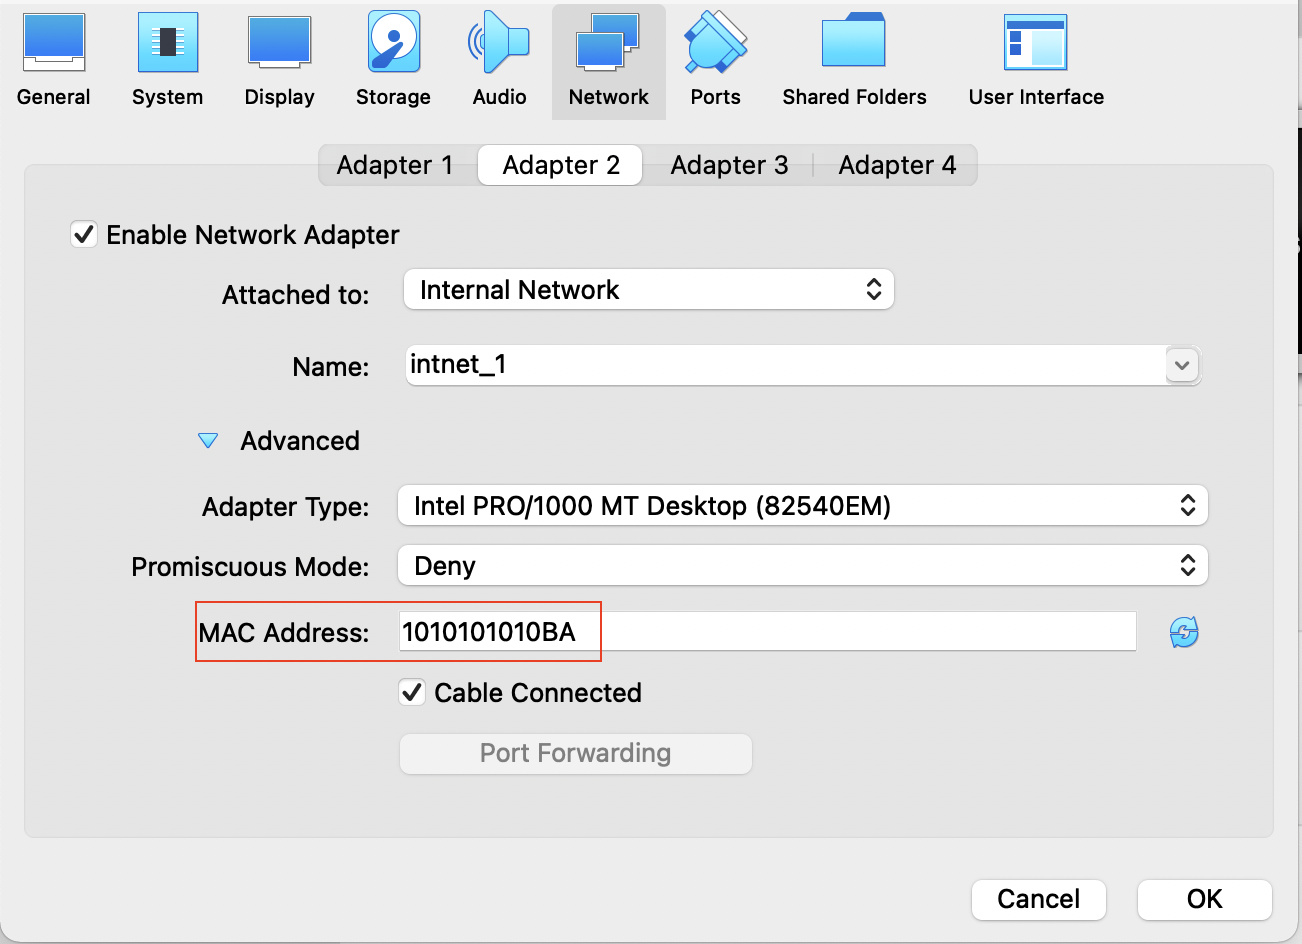 General System Display Storage Audio Network Ports Shared Folders User Interface
Adapter 1 Adapter 2 Adapter 3 Adapter 4
Enable Network Adapter
Attached to: Internal Network
Name: intnet_1
Advanced
Adapter Type: Intel PRO/1000 MT Desktop (82540EM)
Promiscuous Mode: Deny
MAC Address: 1010101010BA
Cable Connected
Port Forwarding
Cancel OK